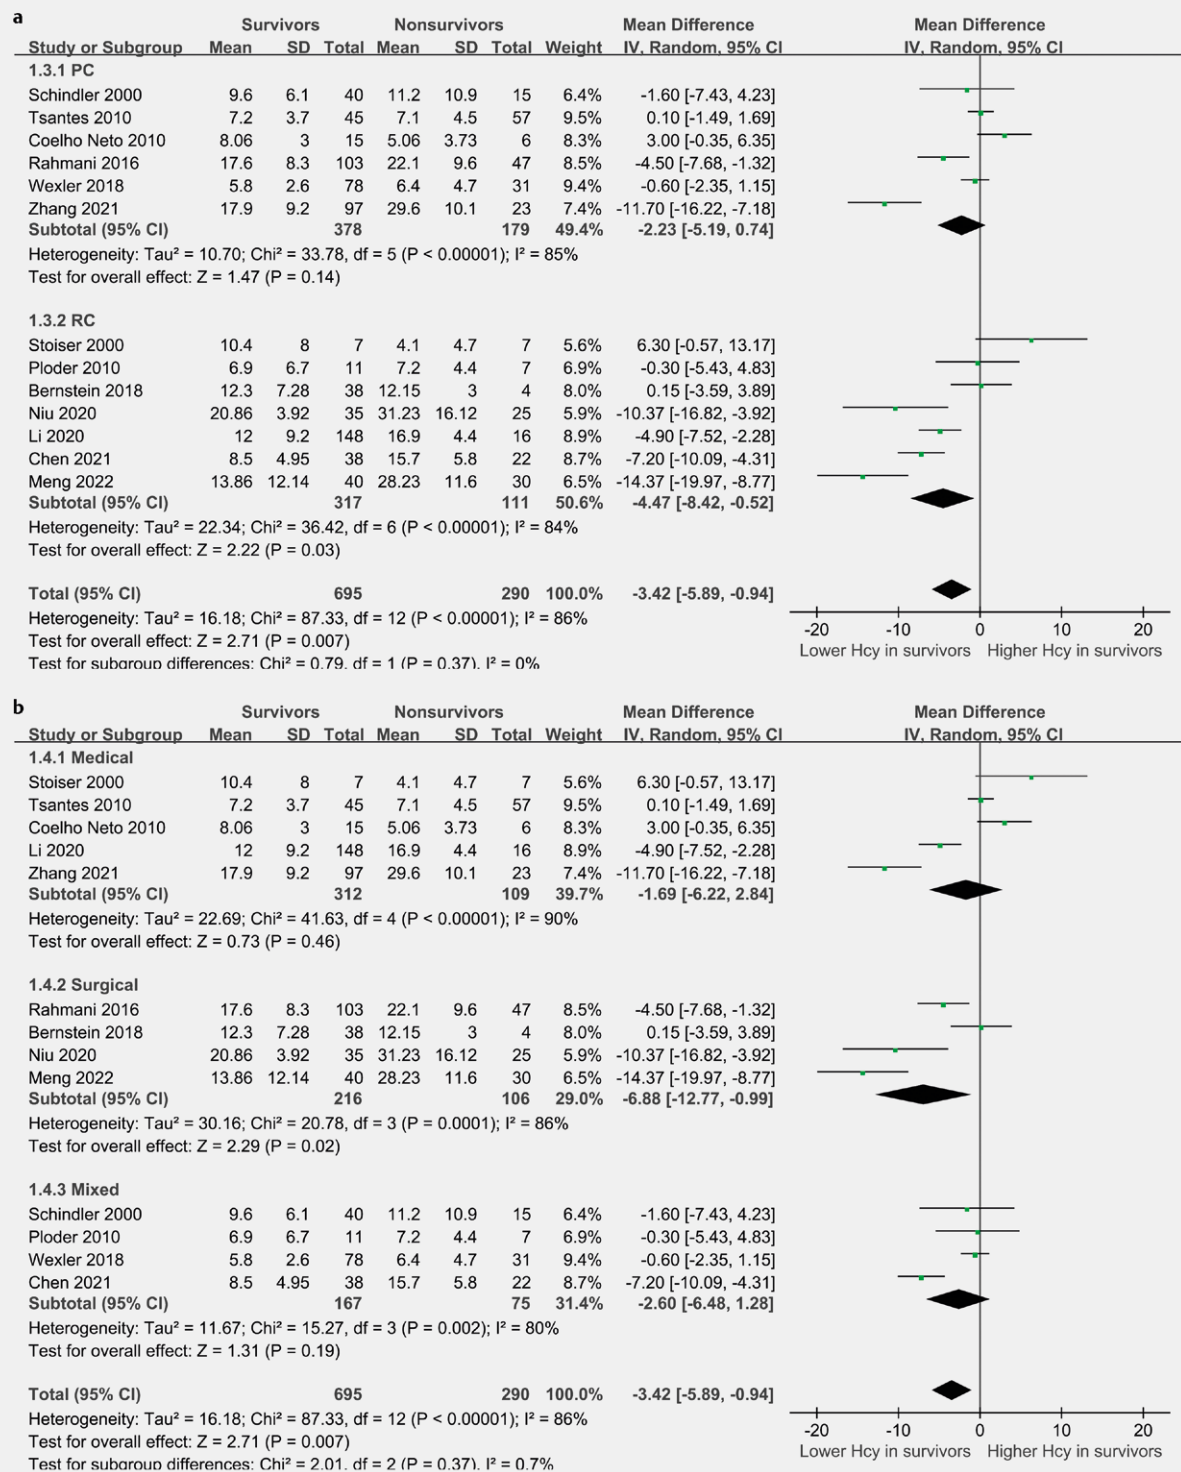 a
Survivors Nonsurvivors Mean Difference Mean Difference
Study or Subgroup Mean SD Total Mean SD Total Weight IV, Random, 95% CI IV, Random, 95% CI
1.3.1 PC
Schindler 2000 9.6 6.1 40 11.2 10.9 15 6.4% -1.60 [-7.43, 4.23]
Tsantes 2010 7.2 3.7 45 7.1 4.5 57 9.5% 0.10 [-1.49, 1.69]
Coelho Neto 2010 8.06 3 15 5.06 3.73 6 8.3% 3.00 [-0.35, 6.35]
Rahmani 2016 17.6 8.3 103 22.1 9.6 47 8.5% -4.50 [-7.68, -1.32]
Wexler 2018 5.8 2.6 78 6.4 4.7 31 9.4% -0.60 [-2.35, 1.15]
Zhang 2021 17.9 9.2 97 29.6 10.1 23 7.4% -11.70 [-16.22, -7.18]
Subtotal (95% CI) 378 179 49.4% -2.23 [-5.19, 0.74]
Heterogeneity: Tau² = 10.70; Chi² = 33.78, df = 5 (P < 0.00001); I² = 85%
Test for overall effect: Z = 1.47 (P = 0.14)
1.3.2 RC
Stoiser 2000 10.4 8 7 4.1 4.7 7 5.6% 6.30 [-0.57, 13.17]
Ploder 2010 6.9 6.7 11 7.2 4.4 7 6.9% -0.30 [-5.43, 4.83]
Bernstein 2018 12.3 7.28 38 12.15 3 4 8.0% 0.15 [-3.59, 3.89]
Niu 2020 20.86 3.92 35 31.23 16.12 25 5.9% -10.37 [-16.82, -3.92]
Li 2020 12 9.2 148 16.9 4.4 16 8.9% -4.90 [-7.52, -2.28]
Chen 2021 8.5 4.95 38 15.7 5.8 22 8.7% -7.20 [-10.09, -4.31]
Meng 2022 13.86 12.14 40 28.23 11.6 30 6.5% -14.37 [-19.97, -8.77]
Subtotal (95% CI) 317 111 50.6% -4.47 [-8.42, -0.52]
Heterogeneity: Tau² = 22.34; Chi² = 36.42, df = 6 (P < 0.00001); I² = 84%
Test for overall effect: Z = 2.22 (P = 0.03)
Total (95% CI) 695 290 100.0% -3.42 [-5.89, -0.94]
Heterogeneity: Tau² = 16.18; Chi² = 87.33, df = 12 (P < 0.00001); I² = 86%
Test for overall effect: Z = 2.71 (P = 0.007)
Test for subgroup differences: Chi² = 0.79, df = 1 (P = 0.37), I² = 0%
-20 -10 0 10 20
Lower Hcy in survivors Higher Hcy in survivors
b
Survivors Nonsurvivors Mean Difference Mean Difference
Study or Subgroup Mean SD Total Mean SD Total Weight IV, Random, 95% CI IV, Random, 95% CI
1.4.1 Medical
Stoiser 2000 10.4 8 7 4.1 4.7 7 5.6% 6.30 [-0.57, 13.17]
Tsantes 2010 7.2 3.7 45 7.1 4.5 57 9.5% 0.10 [-1.49, 1.69]
Coelho Neto 2010 8.06 3 15 5.06 3.73 6 8.3% 3.00 [-0.35, 6.35]
Li 2020 12 9.2 148 16.9 4.4 16 8.9% -4.90 [-7.52, -2.28]
Zhang 2021 17.9 9.2 97 29.6 10.1 23 7.4% -11.70 [-16.22, -7.18]
Subtotal (95% CI) 312 109 39.7% -1.69 [-6.22, 2.84]
Heterogeneity: Tau² = 22.69; Chi² = 41.63, df = 4 (P < 0.00001); I² = 90%
Test for overall effect: Z = 0.73 (P = 0.46)
1.4.2 Surgical
Rahmani 2016 17.6 8.3 103 22.1 9.6 47 8.5% -4.50 [-7.68, -1.32]
Bernstein 2018 12.3 7.28 38 12.15 3 4 8.0% 0.15 [-3.59, 3.89]
Niu 2020 20.86 3.92 35 31.23 16.12 25 5.9% -10.37 [-16.82, -3.92]
Meng 2022 13.86 12.14 40 28.23 11.6 30 6.5% -14.37 [-19.97, -8.77]
Subtotal (95% CI) 216 106 29.0% -6.88 [-12.77, -0.99]
Heterogeneity: Tau² = 30.16; Chi² = 20.78, df = 3 (P = 0.0001); I² = 86%
Test for overall effect: Z = 2.29 (P = 0.02)
1.4.3 Mixed
Schindler 2000 9.6 6.1 40 11.2 10.9 15 6.4% -1.60 [-7.43, 4.23]
Ploder 2010 6.9 6.7 11 7.2 4.4 7 6.9% -0.30 [-5.43, 4.83]
Wexler 2018 5.8 2.6 78 6.4 4.7 31 9.4% -0.60 [-2.35, 1.15]
Chen 2021 8.5 4.95 38 15.7 5.8 22 8.7% -7.20 [-10.09, -4.31]
Subtotal (95% CI) 167 75 31.4% -2.60 [-6.48, 1.28]
Heterogeneity: Tau² = 11.67; Chi² = 15.27, df = 3 (P = 0.002); I² = 80%
Test for overall effect: Z = 1.31 (P = 0.19)
Total (95% CI) 695 290 100.0% -3.42 [-5.89, -0.94]
Heterogeneity: Tau² = 16.18; Chi² = 87.33, df = 12 (P < 0.00001); I² = 86%
Test for overall effect: Z = 2.71 (P = 0.007)
Test for subgroup differences: Chi² = 2.01, df = 2 (P = 0.37), I² = 0.7%
-20 -10 0 10 20
Lower Hcy in survivors Higher Hcy in survivors